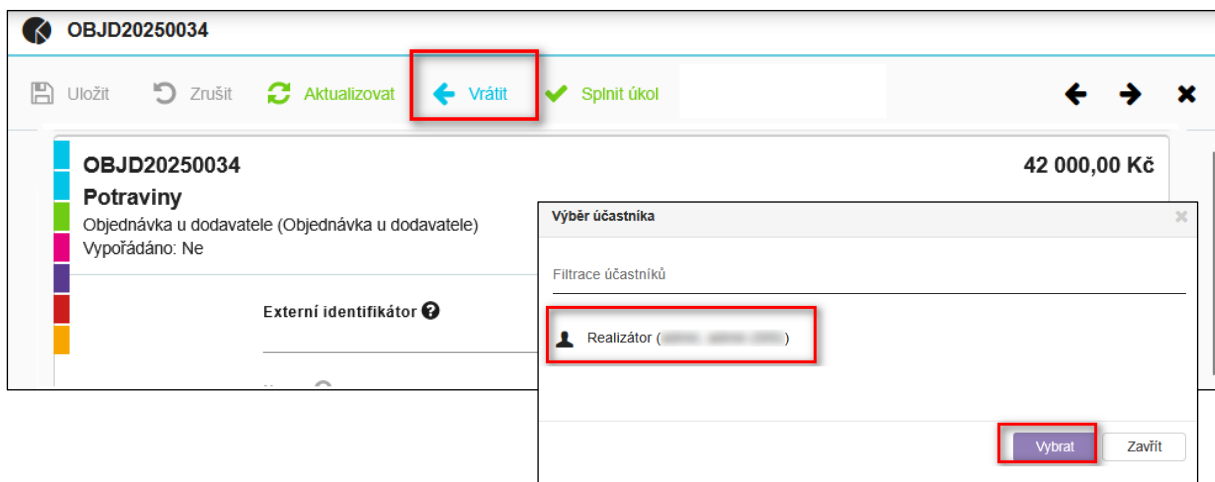 OBJD20250034
Uložit Zrušit Aktualizovat Vrátit Splnit úkol
OBJD20250034 42 000,00 Kč
Potraviny
Objednávka u dodavatele (Objednávka u dodavatele)
Vypořádáno: Ne
Externí identifikátor
Výběr účastníka
Filtrace účastníků
Realizátor ( )
Vybrat Zavřít